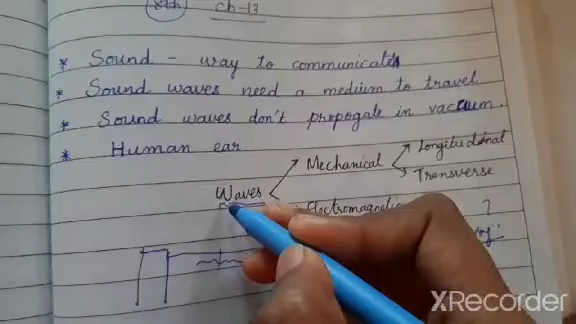 8th Ch-13
* Sound - way to communicate
* Sound waves need a medium to travel
* Sound waves don't propogate in vacuum.
* Human ear
Waves Mechanical Longitudinal
Transverse
Electromagnetic ?
XRecorder